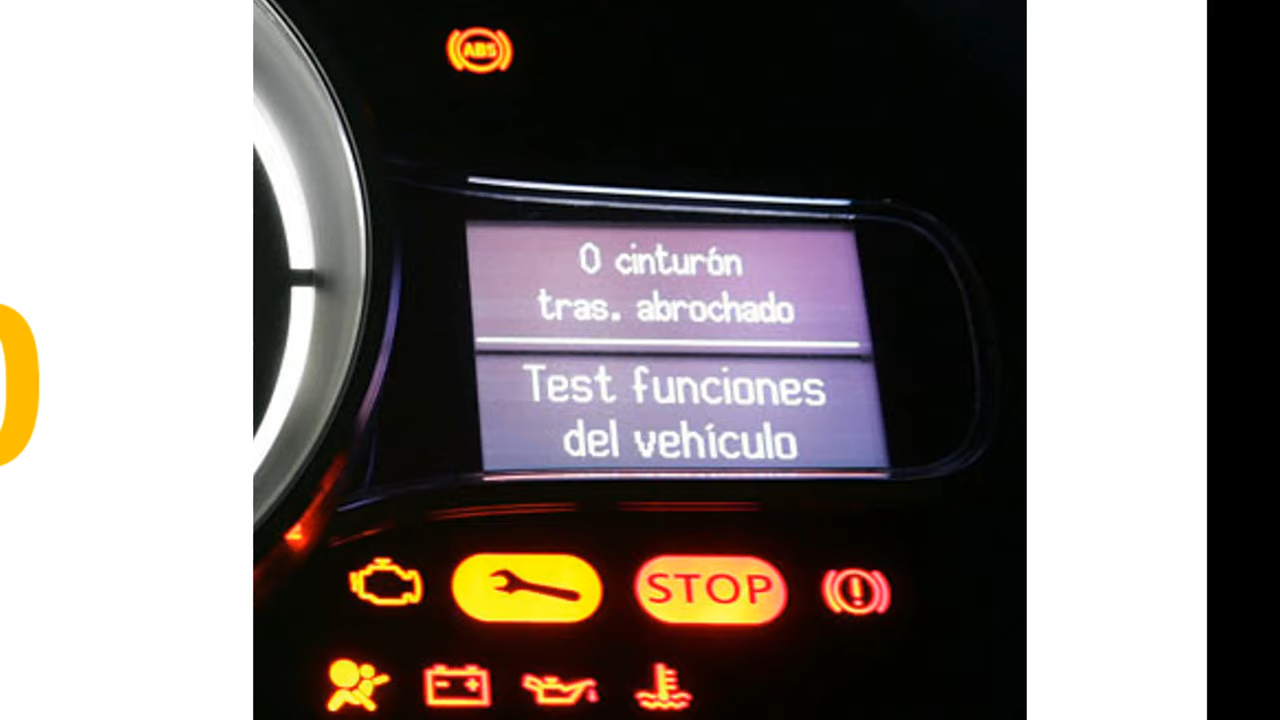 ABS
0 cinturón
tras. abrochado
Test funciones
del vehículo
STOP